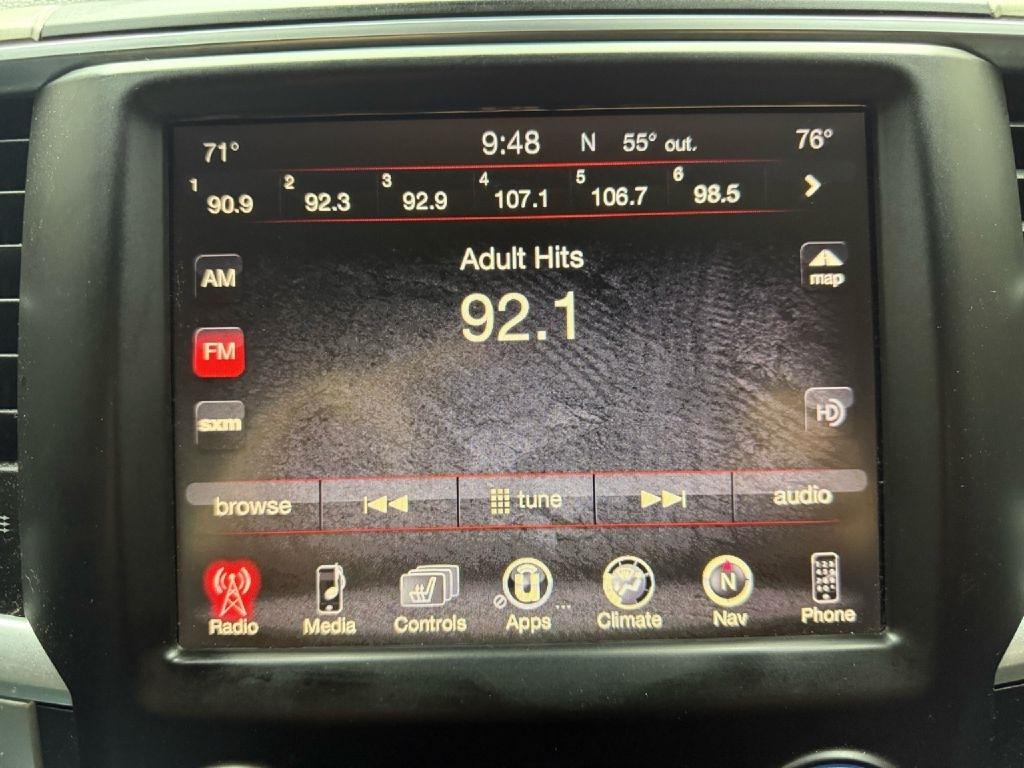 71° 9:48 N 55° out. 76°
1 90.9 2 92.3 3 92.9 4 107.1 5 106.7 6 98.5
Adult Hits
92.1
AM
map
FM
sxm
HD
browse tune audio
Radio Media Controls Apps ... Climate N Nav Phone